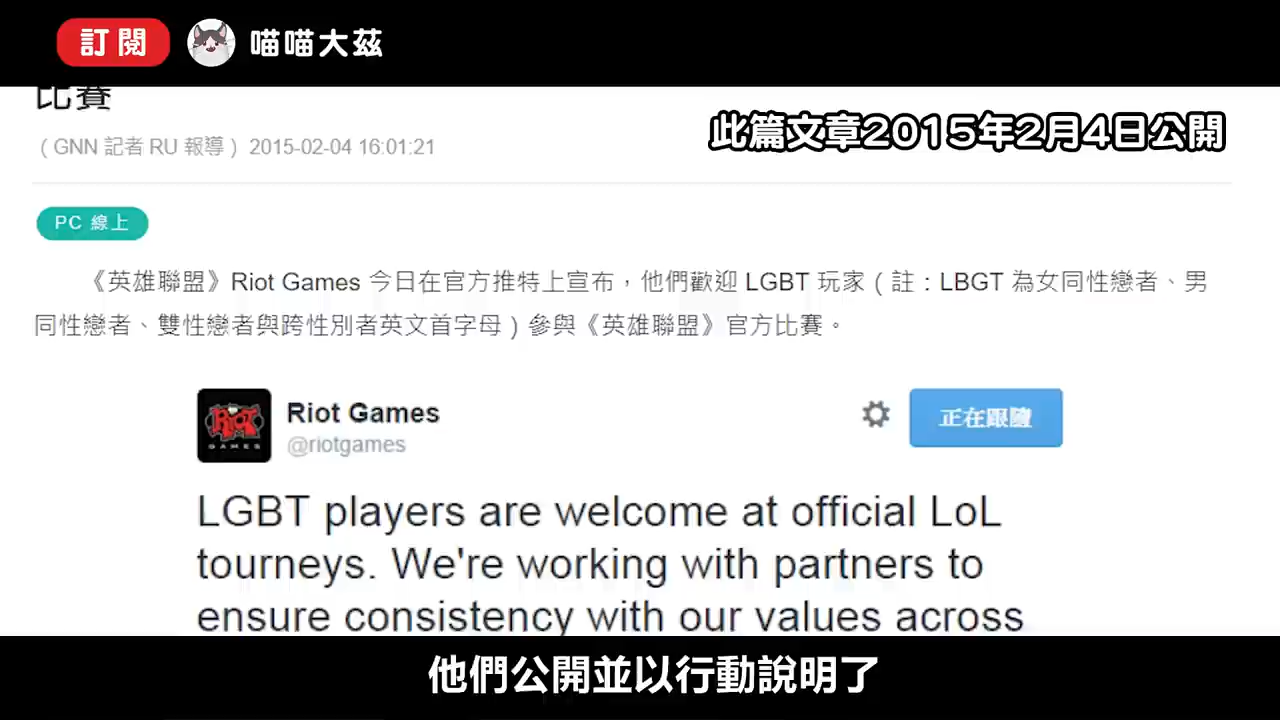 訂閱 喵喵大茲
比賽
此篇文章2015年2月4日公開
（GNN 記者 RU 報導） 2015-02-04 16:01:21
PC 線上
《英雄聯盟》Riot Games 今日在官方推特上宣布，他們歡迎 LGBT 玩家（註：LBGT 為女同性戀者、男
同性戀者、雙性戀者與跨性別者英文首字母）參與《英雄聯盟》官方比賽。
RIOT
GAMES
Riot Games
@riotgames
正在跟隨
LGBT players are welcome at official LoL
tourneys. We're working with partners to
ensure consistency with our values across
他們公開並以行動說明了